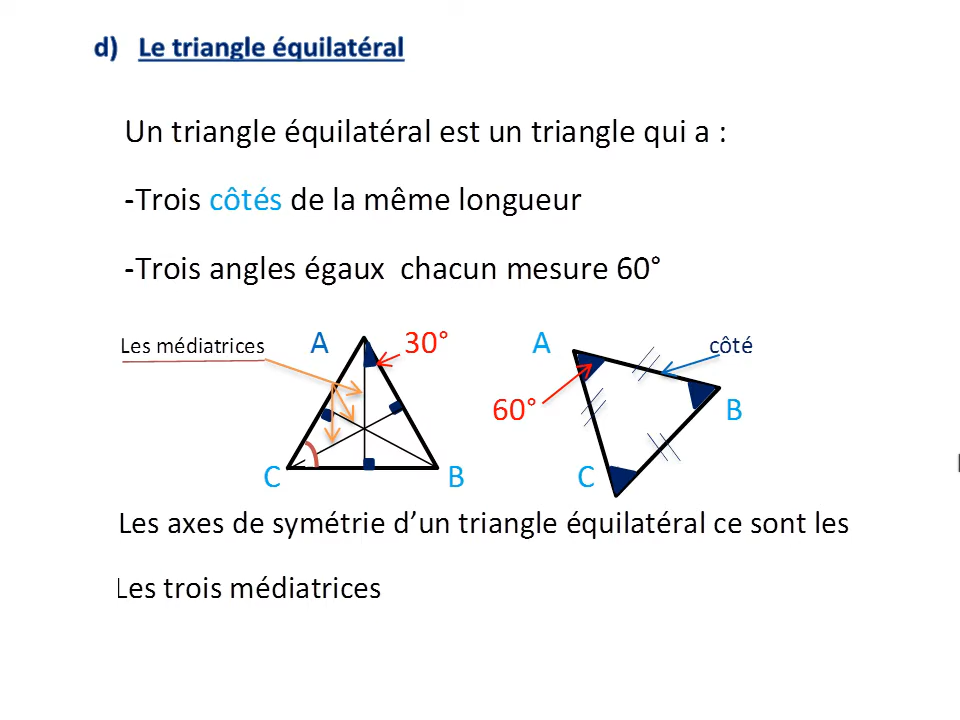 d) Le triangle équilatéral
Un triangle équilatéral est un triangle qui a :
-Trois côtés de la même longueur
-Trois angles égaux chacun mesure 60°
Les médiatrices A 30° A côté
60° B
C B C
Les axes de symétrie d’un triangle équilatéral ce sont les
Les trois médiatrices